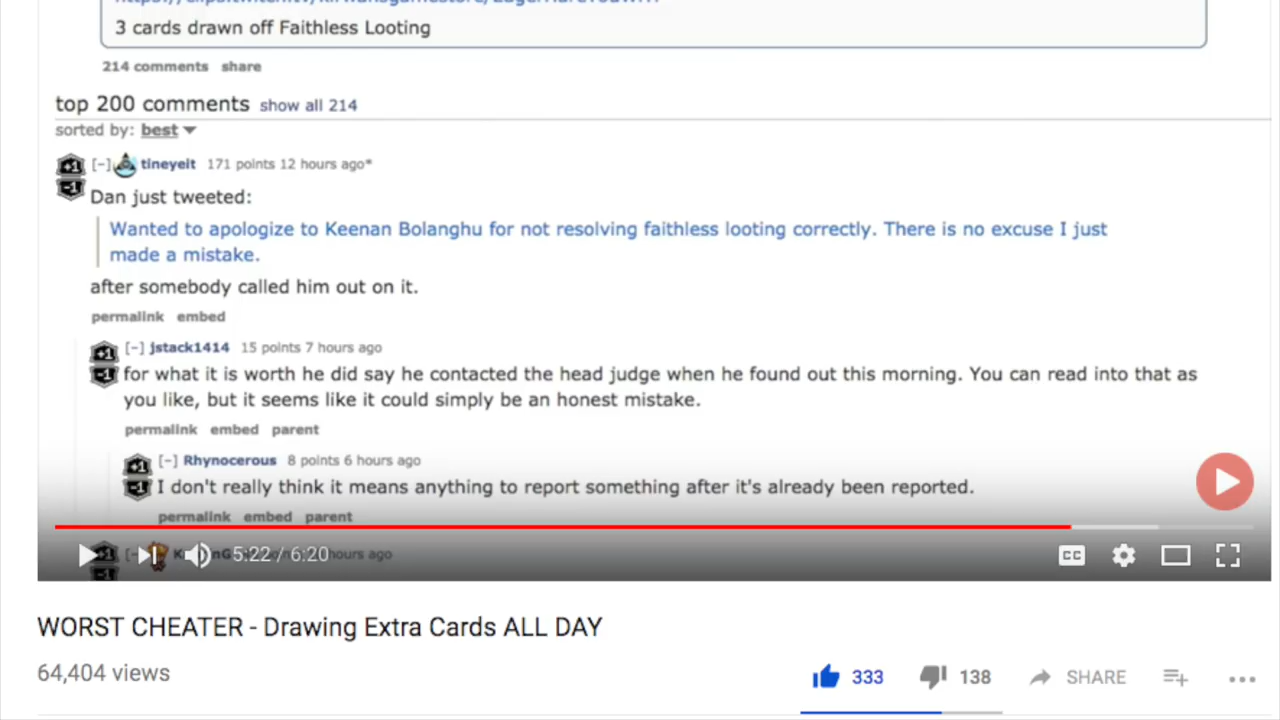 3 cards drawn off Faithless Looting
214 comments share
top 200 comments show all 214
sorted by: best
[-] tineyeit 171 points 12 hours ago*
Dan just tweeted:
Wanted to apologize to Keenan Bolanghu for not resolving faithless looting correctly. There is no excuse I just
made a mistake.
after somebody called him out on it.
permalink embed
[-] jstack1414 15 points 7 hours ago
for what it is worth he did say he contacted the head judge when he found out this morning. You can read into that as
you like, but it seems like it could simply be an honest mistake.
permalink embed parent
[-] Rhynocerous 8 points 6 hours ago
I don't really think it means anything to report something after it's already been reported.
permalink embed parent
5:22 / 6:20 hours ago
CC
WORST CHEATER - Drawing Extra Cards ALL DAY
64,404 views
333 138 SHARE